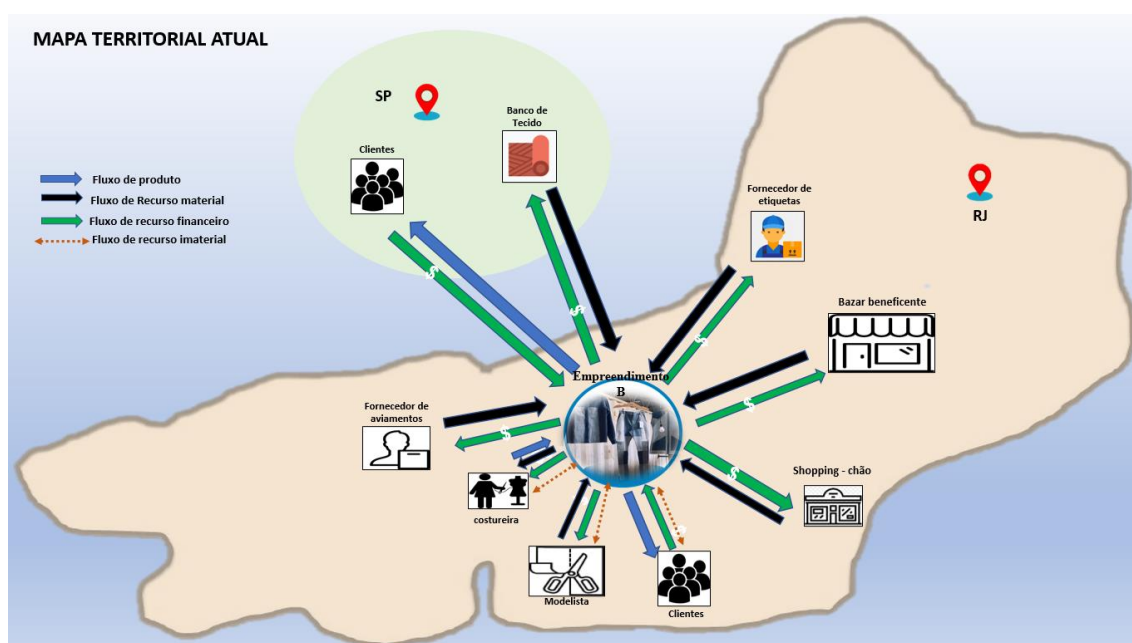 MAPA TERRITORIAL ATUAL
SP
Banco de
Tecido
Clientes
Fluxo de produto
Fluxo de Recurso material
Fluxo de recurso financeiro
Fluxo de recurso imaterial
Fornecedor de
etiquetas
RJ
$
$
$
Bazar beneficente
Empreendimento
B
Fornecedor de
aviamentos
$
$
$
Shopping - chão
costureira
$
Modelista
Clientes